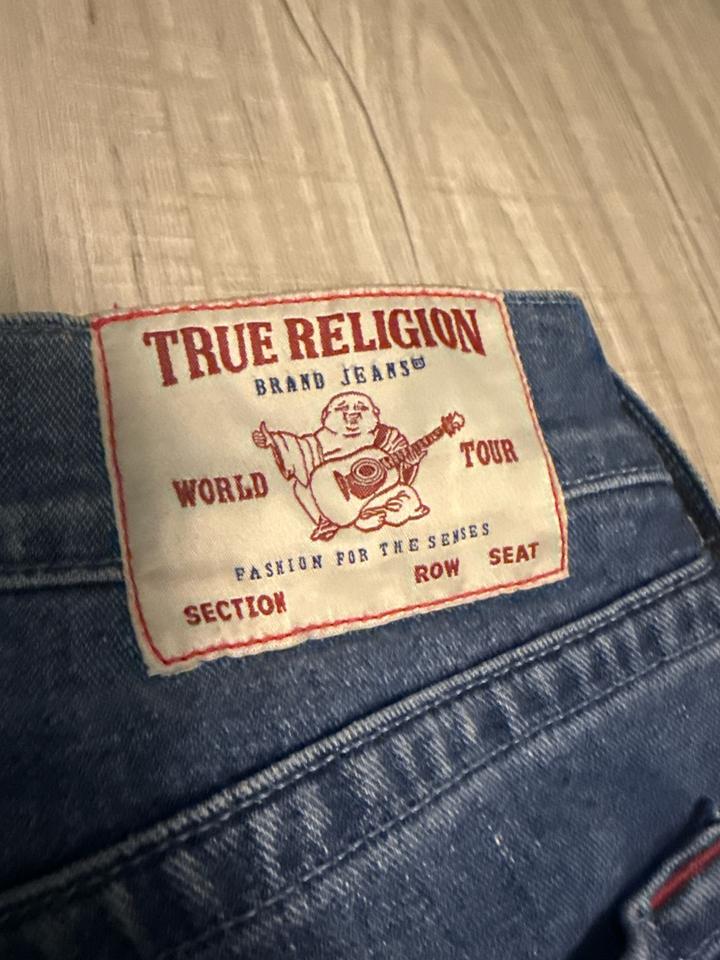 TRUE RELIGION
BRAND JEANS®
WORLD TOUR
FASHION FOR THE SENSES
SECTION ROW SEAT